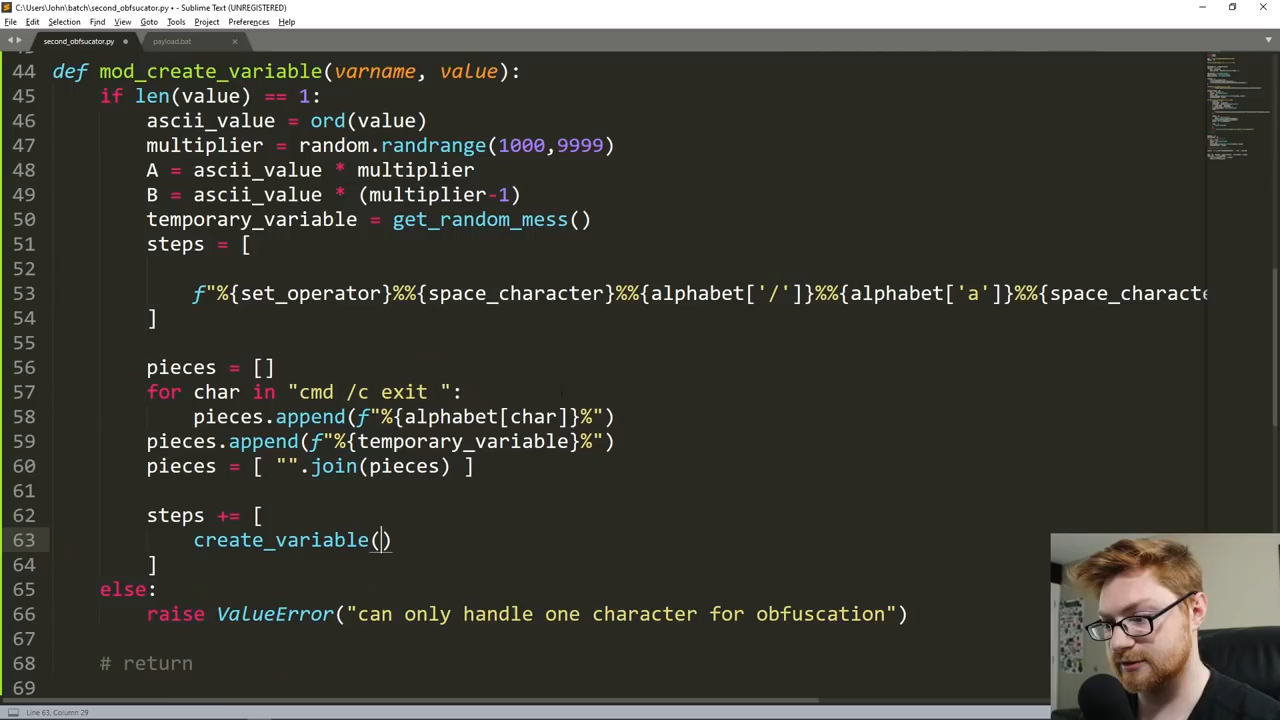 C:\Users\John\batch\second_obfsucator.py • - Sublime Text (UNREGISTERED)
File Edit Selection Find View Goto Tools Project Preferences Help
second_obfsucator.py payload.bat
44 def mod_create_variable(varname, value):
45 if len(value) == 1:
46 ascii_value = ord(value)
47 multiplier = random.randrange(1000,9999)
48 A = ascii_value * multiplier
49 B = ascii_value * (multiplier-1)
50 temporary_variable = get_random_mess()
51 steps = [
52
53 f"%{set_operator}%%{space_character}%%{alphabet['/']}%%{alphabet['a']}%%{space_characte
54 ]
55
56 pieces = []
57 for char in "cmd /c exit ":
58 pieces.append(f"%{alphabet[char]}%")
59 pieces.append(f"%{temporary_variable}%")
60 pieces = [ "".join(pieces) ]
61
62 steps += [
63 create_variable()
64 ]
65 else:
66 raise ValueError("can only handle one character for obfuscation")
67
68 # return
69
Line 63, Column 29